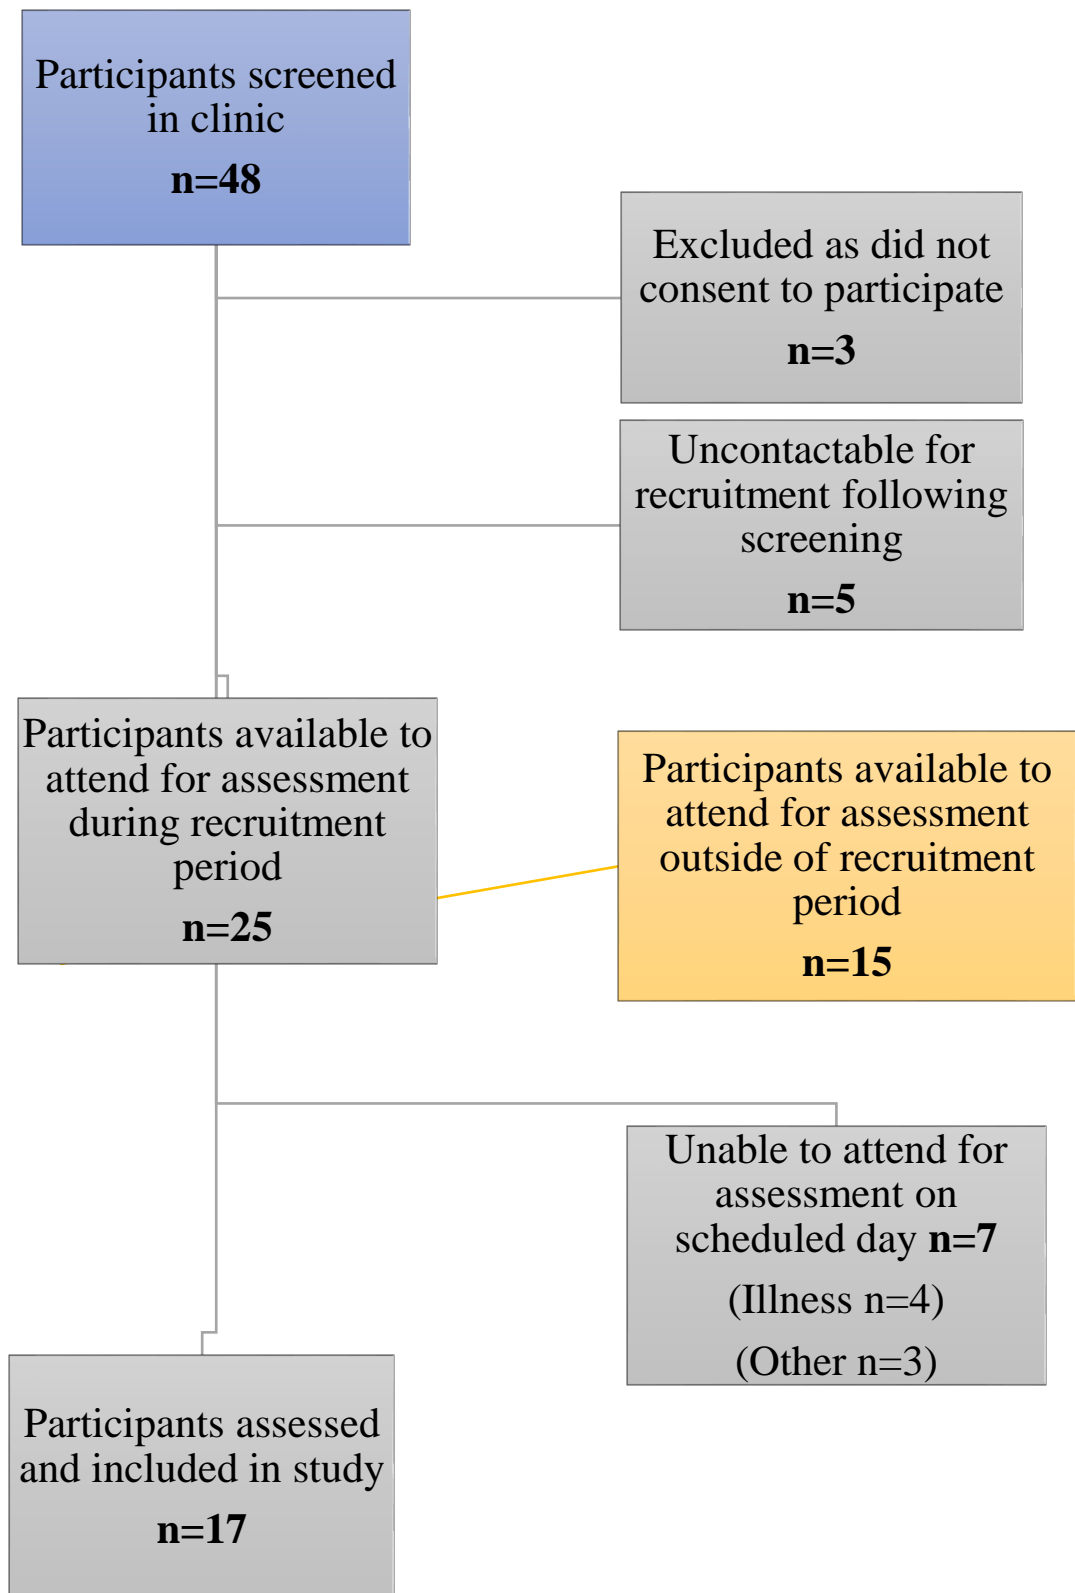 Participants screened
in clinic
n=48
Excluded as did not
consent to participate
n=3
Uncontactable for
recruitment following
screening
n=5
Participants available to
attend for assessment
during recruitment
period
n=25
Participants available to
attend for assessment
outside of recruitment
period
n=15
Unable to attend for
assessment on
scheduled day n=7
(Illness n=4)
(Other n=3)
Participants assessed
and included in study
n=17